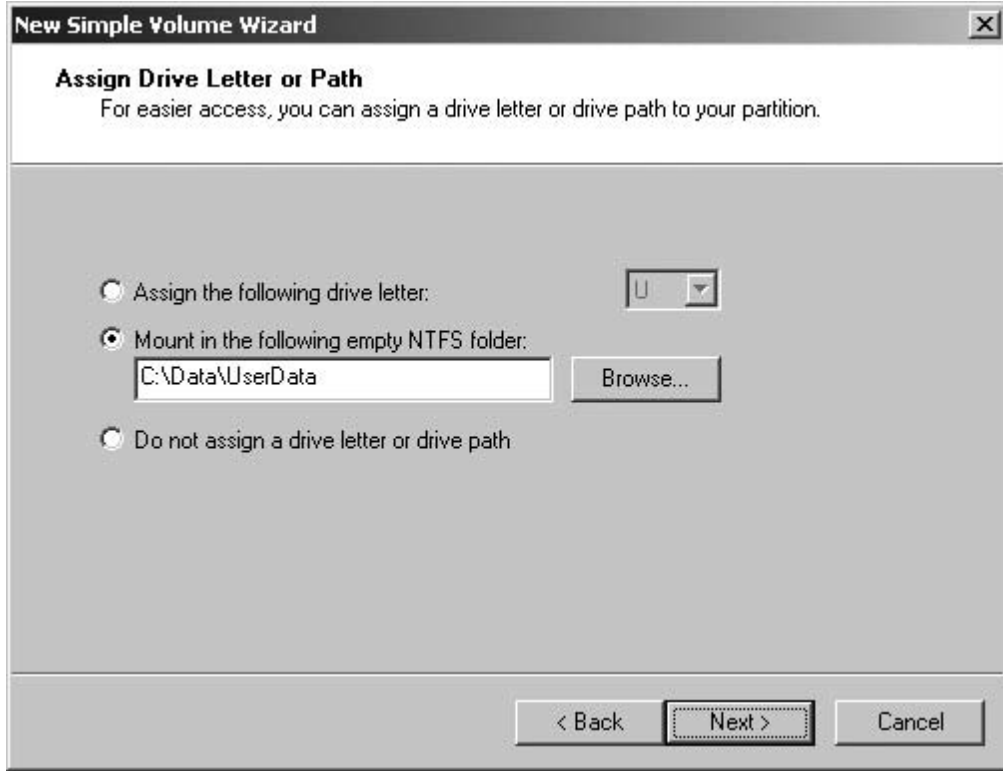 New Simple Volume Wizard
Assign Drive Letter or Path
For easier access, you can assign a drive letter or drive path to your partition.
Assign the following drive letter: U
Mount in the following empty NTFS folder:
C:\Data\UserData Browse...
Do not assign a drive letter or drive path
< Back Next > Cancel